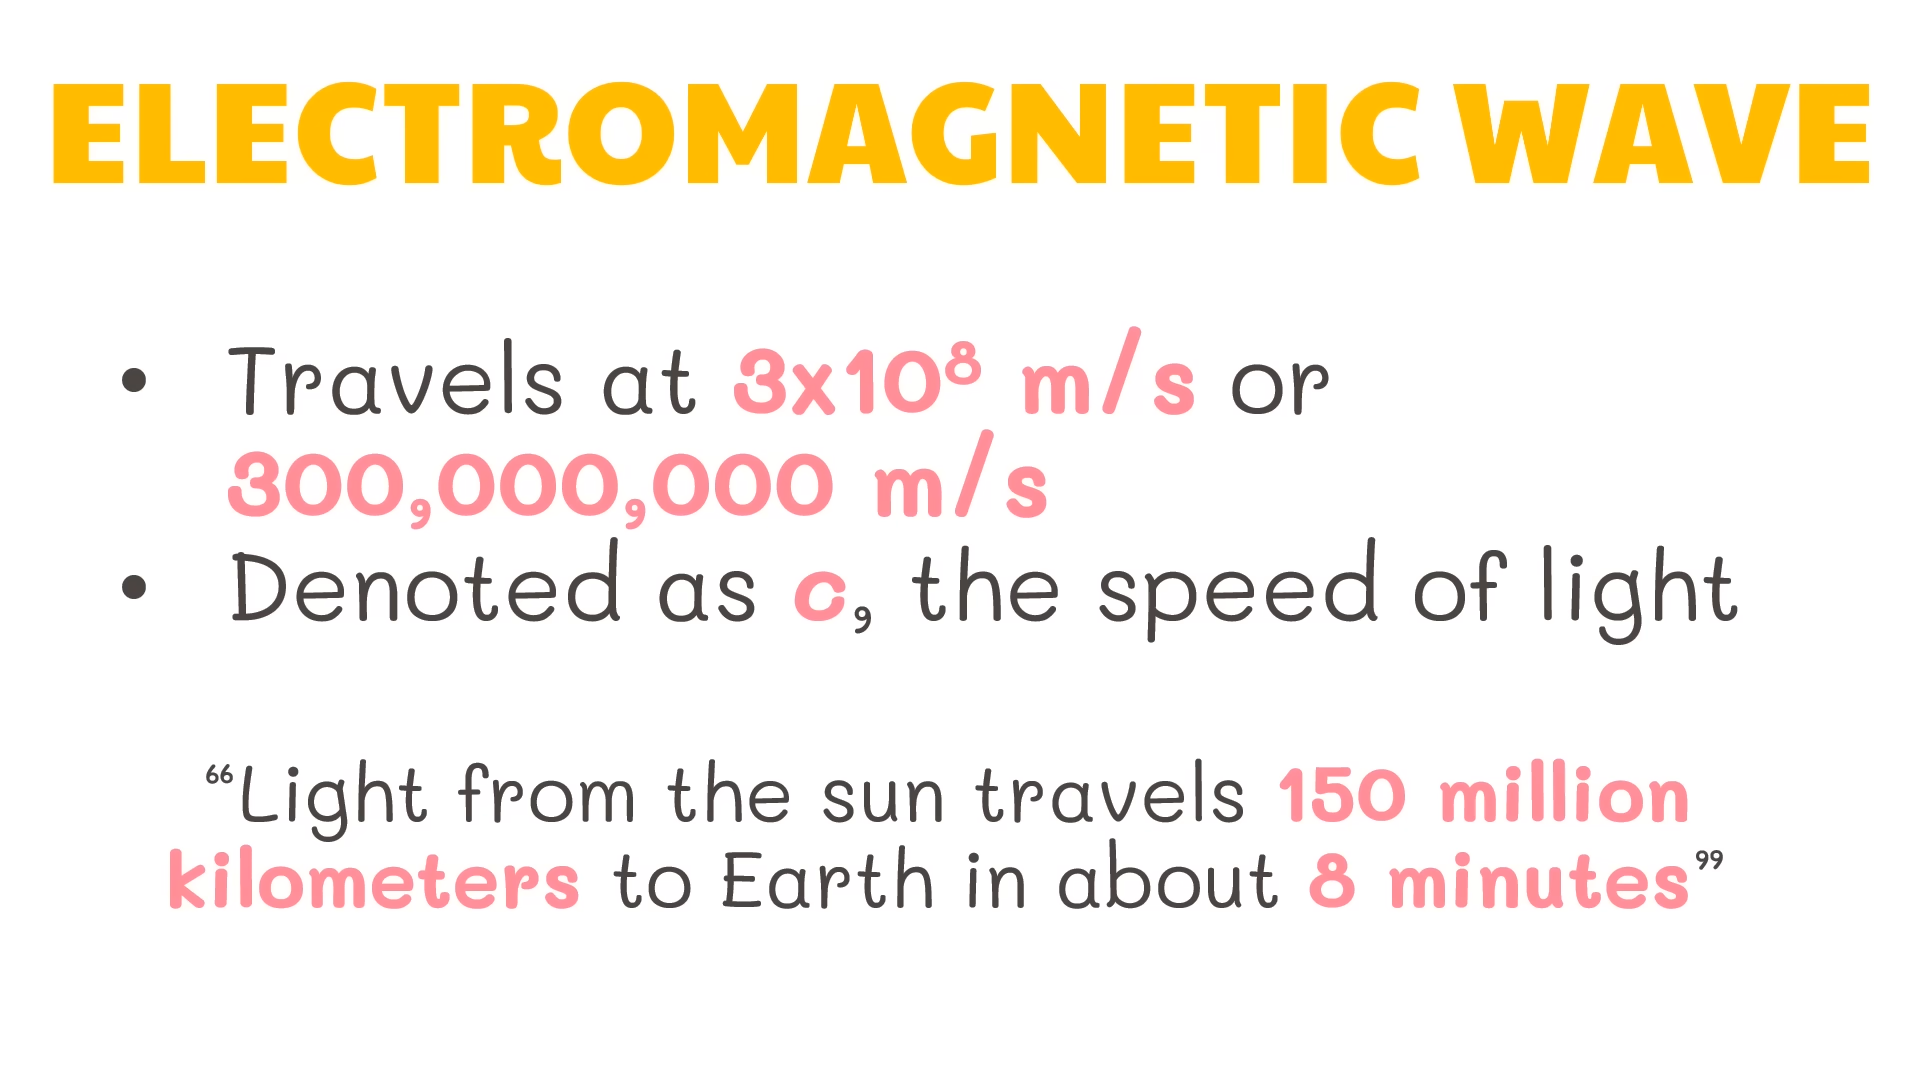 ELECTROMAGNETIC WAVE
• Travels at 3x10⁸ m/s or
300,000,000 m/s
• Denoted as c, the speed of light
“Light from the sun travels 150 million
kilometers to Earth in about 8 minutes”